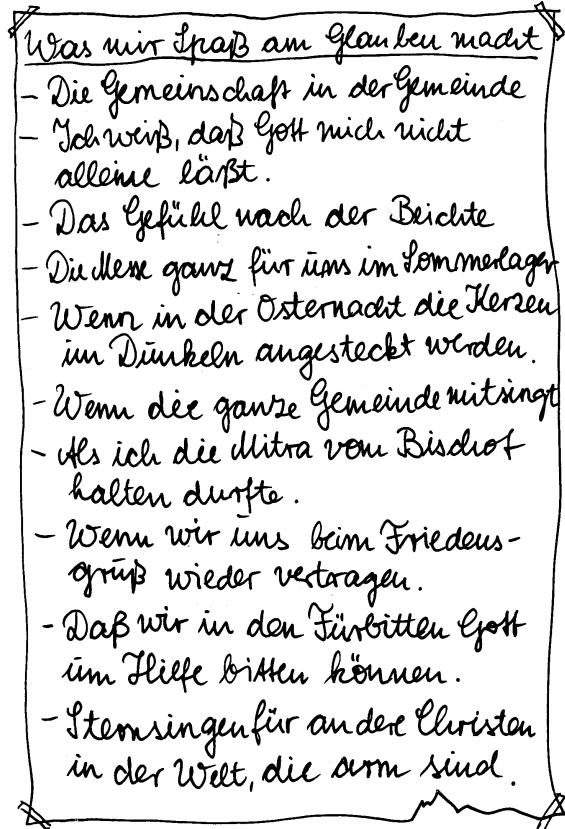 Was mir Spaß am Glauben macht
– Die Gemeinschaft in der Gemeinde
– Ich weiß, daß Gott mich nicht
alleine läßt.
– Das Gefühl nach der Beichte
– Die Messe ganz für uns im Sommerlager
– Wenn in der Osternacht die Kerzen
im Dunkeln angesteckt werden.
– Wenn die ganze Gemeinde mitsingt
– Als ich die Mitra vom Bischof
halten durfte.
– Wenn wir uns beim Friedens-
gruß wieder vertragen.
– Daß wir in den Fürbitten Gott
um Hilfe bitten können.
– Sternsingen für andere Christen
in der Welt, die arm sind.